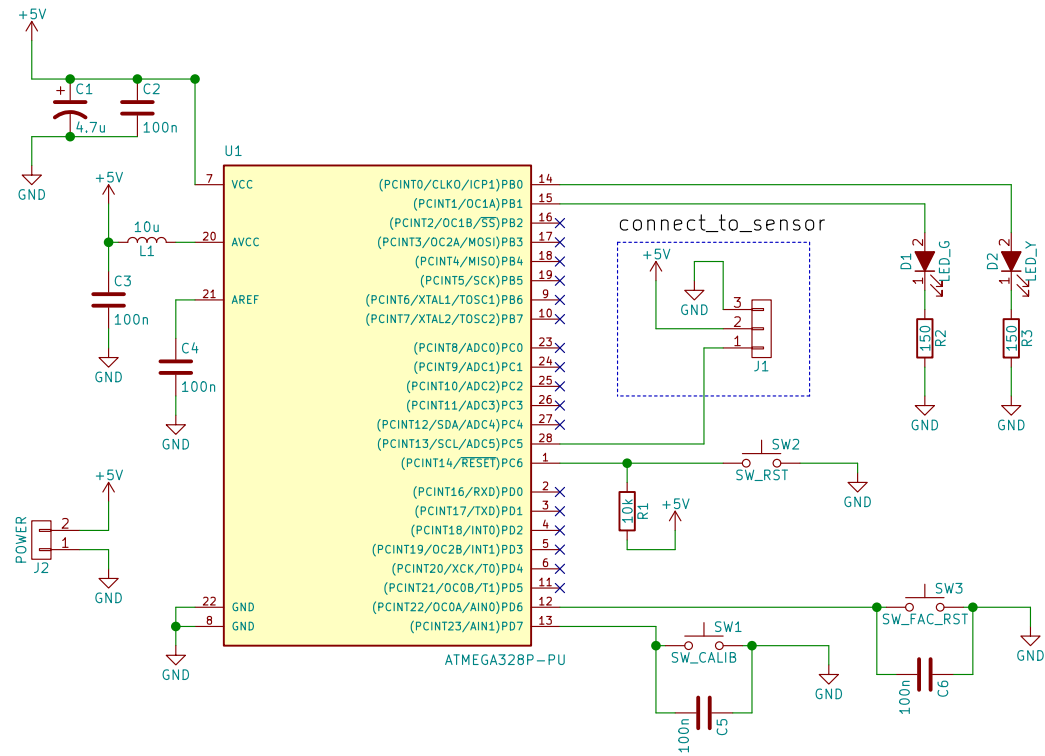 +5V
C1
C2
+
4.7u
100n
GND
U1
+5V
10u
L1
C3
100n
GND
C4
100n
GND
+5V
POWER
2
1
J2
GND
GND
7
VCC
20
AVCC
21
AREF
22
GND
8
GND
(PCINT0/CLKO/ICP1)PB0
14
(PCINT1/OC1A)PB1
15
(PCINT2/OC1B/SS)PB2
16
(PCINT3/OC2A/MOSI)PB3
17
(PCINT4/MISO)PB4
18
(PCINT5/SCK)PB5
19
(PCINT6/XTAL1/TOSC1)PB6
9
(PCINT7/XTAL2/TOSC2)PB7
10
(PCINT8/ADC0)PC0
23
(PCINT9/ADC1)PC1
24
(PCINT10/ADC2)PC2
25
(PCINT11/ADC3)PC3
26
(PCINT12/SDA/ADC4)PC4
27
(PCINT13/SCL/ADC5)PC5
28
(PCINT14/RESET)PC6
1
(PCINT16/RXD)PD0
2
(PCINT17/TXD)PD1
3
(PCINT18/INT0)PD2
4
(PCINT19/OC2B/INT1)PD3
5
(PCINT20/XCK/T0)PD4
6
(PCINT21/OC0B/T1)PD5
11
(PCINT22/OC0A/AIN0)PD6
12
(PCINT23/AIN1)PD7
13
ATMEGA328P-PU
connect_to_sensor
+5V
GND
3
2
1
J1
D1
2
1
LED_G
150
R2
GND
D2
2
1
LED_Y
150
R3
GND
SW2
SW_RST
GND
10k
R1
+5V
SW3
SW_FAC_RST
GND
100n
C6
SW1
SW_CALIB
GND
100n
C5